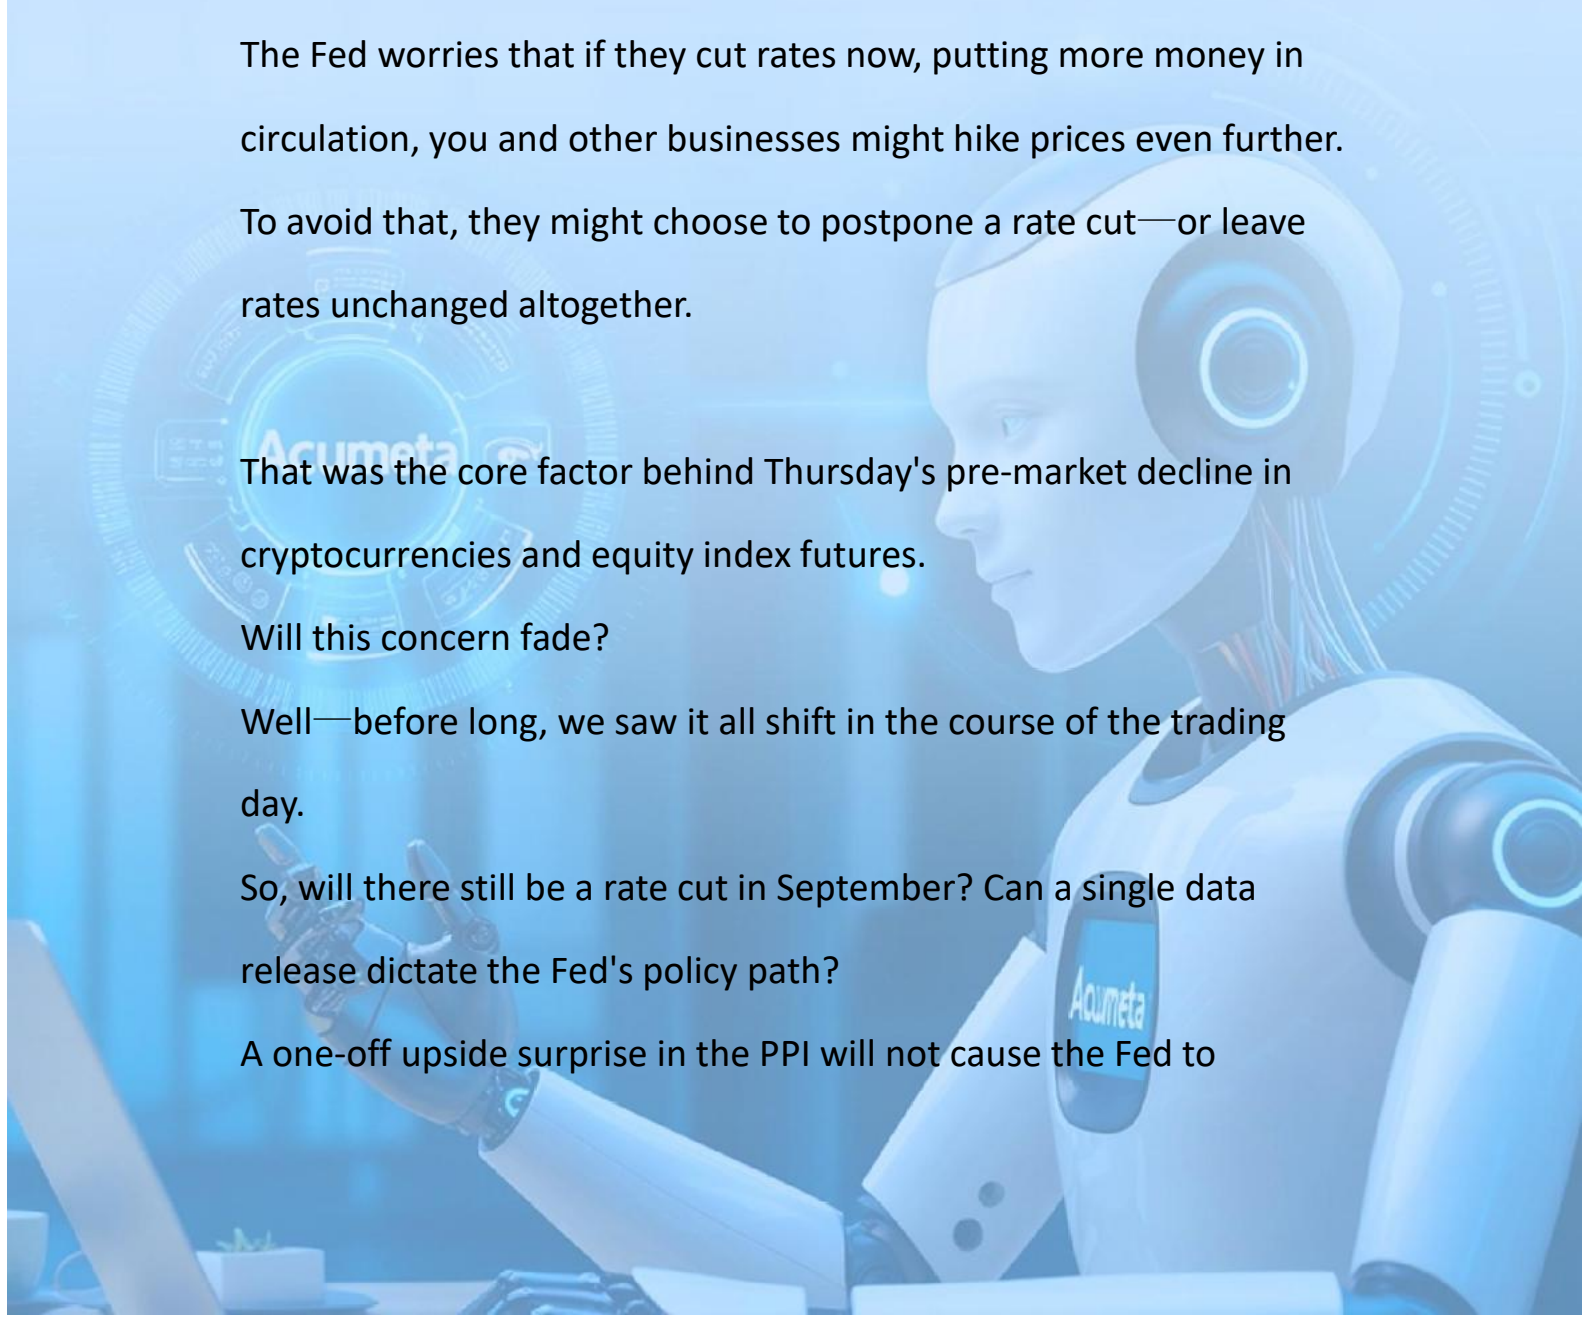 The Fed worries that if they cut rates now, putting more money in
circulation, you and other businesses might hike prices even further.
To avoid that, they might choose to postpone a rate cut—or leave
rates unchanged altogether.
Acumeta
That was the core factor behind Thursday's pre-market decline in
cryptocurrencies and equity index futures.
Will this concern fade?
Well—before long, we saw it all shift in the course of the trading
day.
So, will there still be a rate cut in September? Can a single data
release dictate the Fed's policy path?
Acumeta
A one-off upside surprise in the PPI will not cause the Fed to